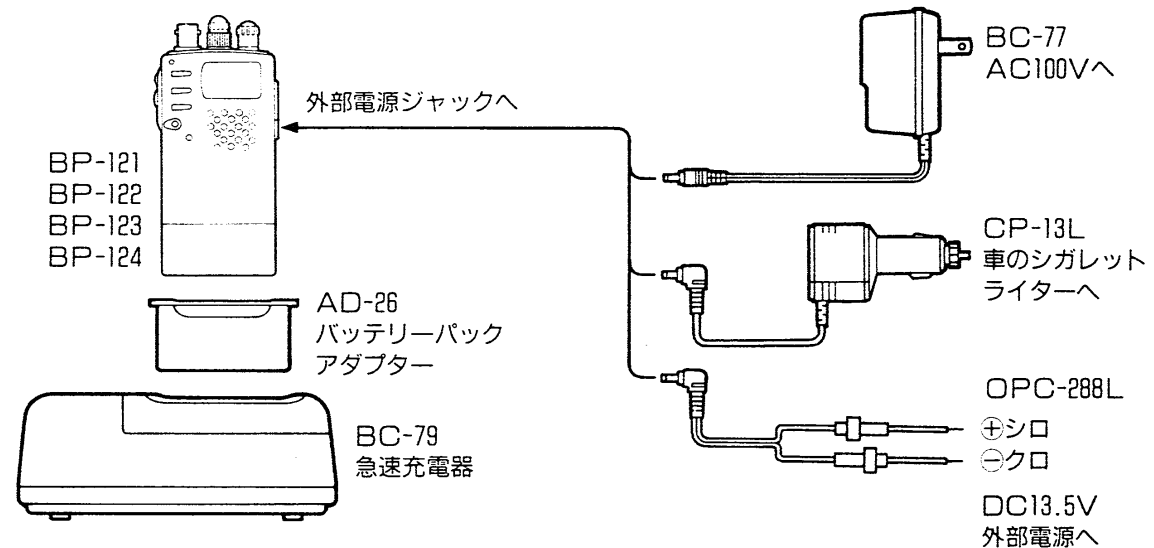 BP-121
BP-122
BP-123
BP-124
外部電源ジャックへ
AD-26
バッテリーパック
アダプター
BC-79
急速充電器
BC-77
AC100Vへ
CP-13L
車のシガレット
ライターへ
OPC-288L
⊕シロ
⊖クロ
DC13.5V
外部電源へ